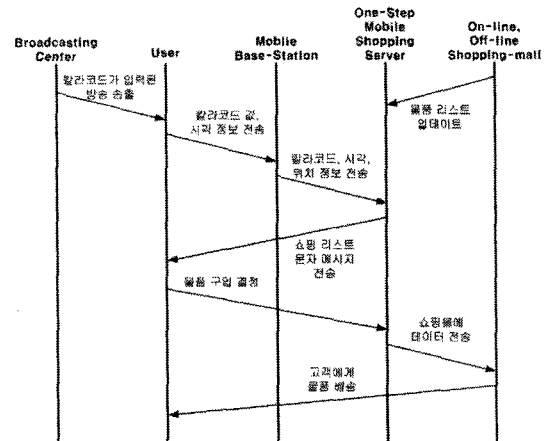 Broadcasting
Center
User
Mobile
Base-Station
One-Step
Mobile
Shopping
Server
On-line,
Off-line
Shopping-mall
칼라코드가 입력된
방송 송출
물품 리스트
업데이트
칼라코드 값,
시각 정보 전송
칼라코드, 시각,
위치 정보 전송
쇼핑 리스트
문자 메시지
전송
물품 구입 결정
쇼핑몰에
데이터 전송
고객에게
물품 배송